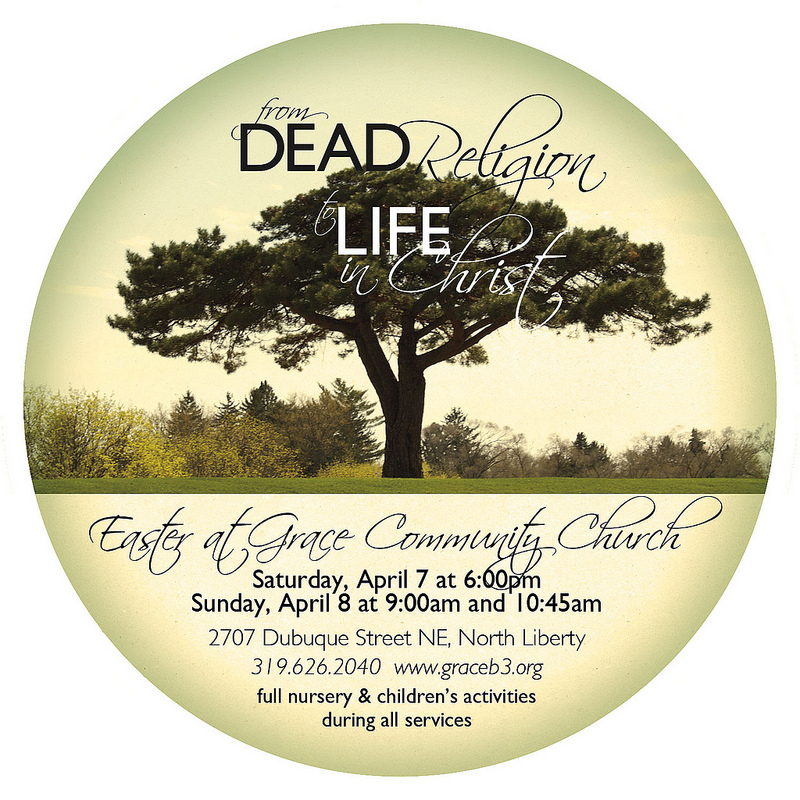 from
DEAD Religion
to LIFE
in Christ
Easter at Grace Community Church
Saturday, April 7 at 6:00pm
Sunday, April 8 at 9:00am and 10:45am
2707 Dubuque Street NE, North Liberty
319.626.2040 www.graceb3.org
full nursery & children's activities
during all services